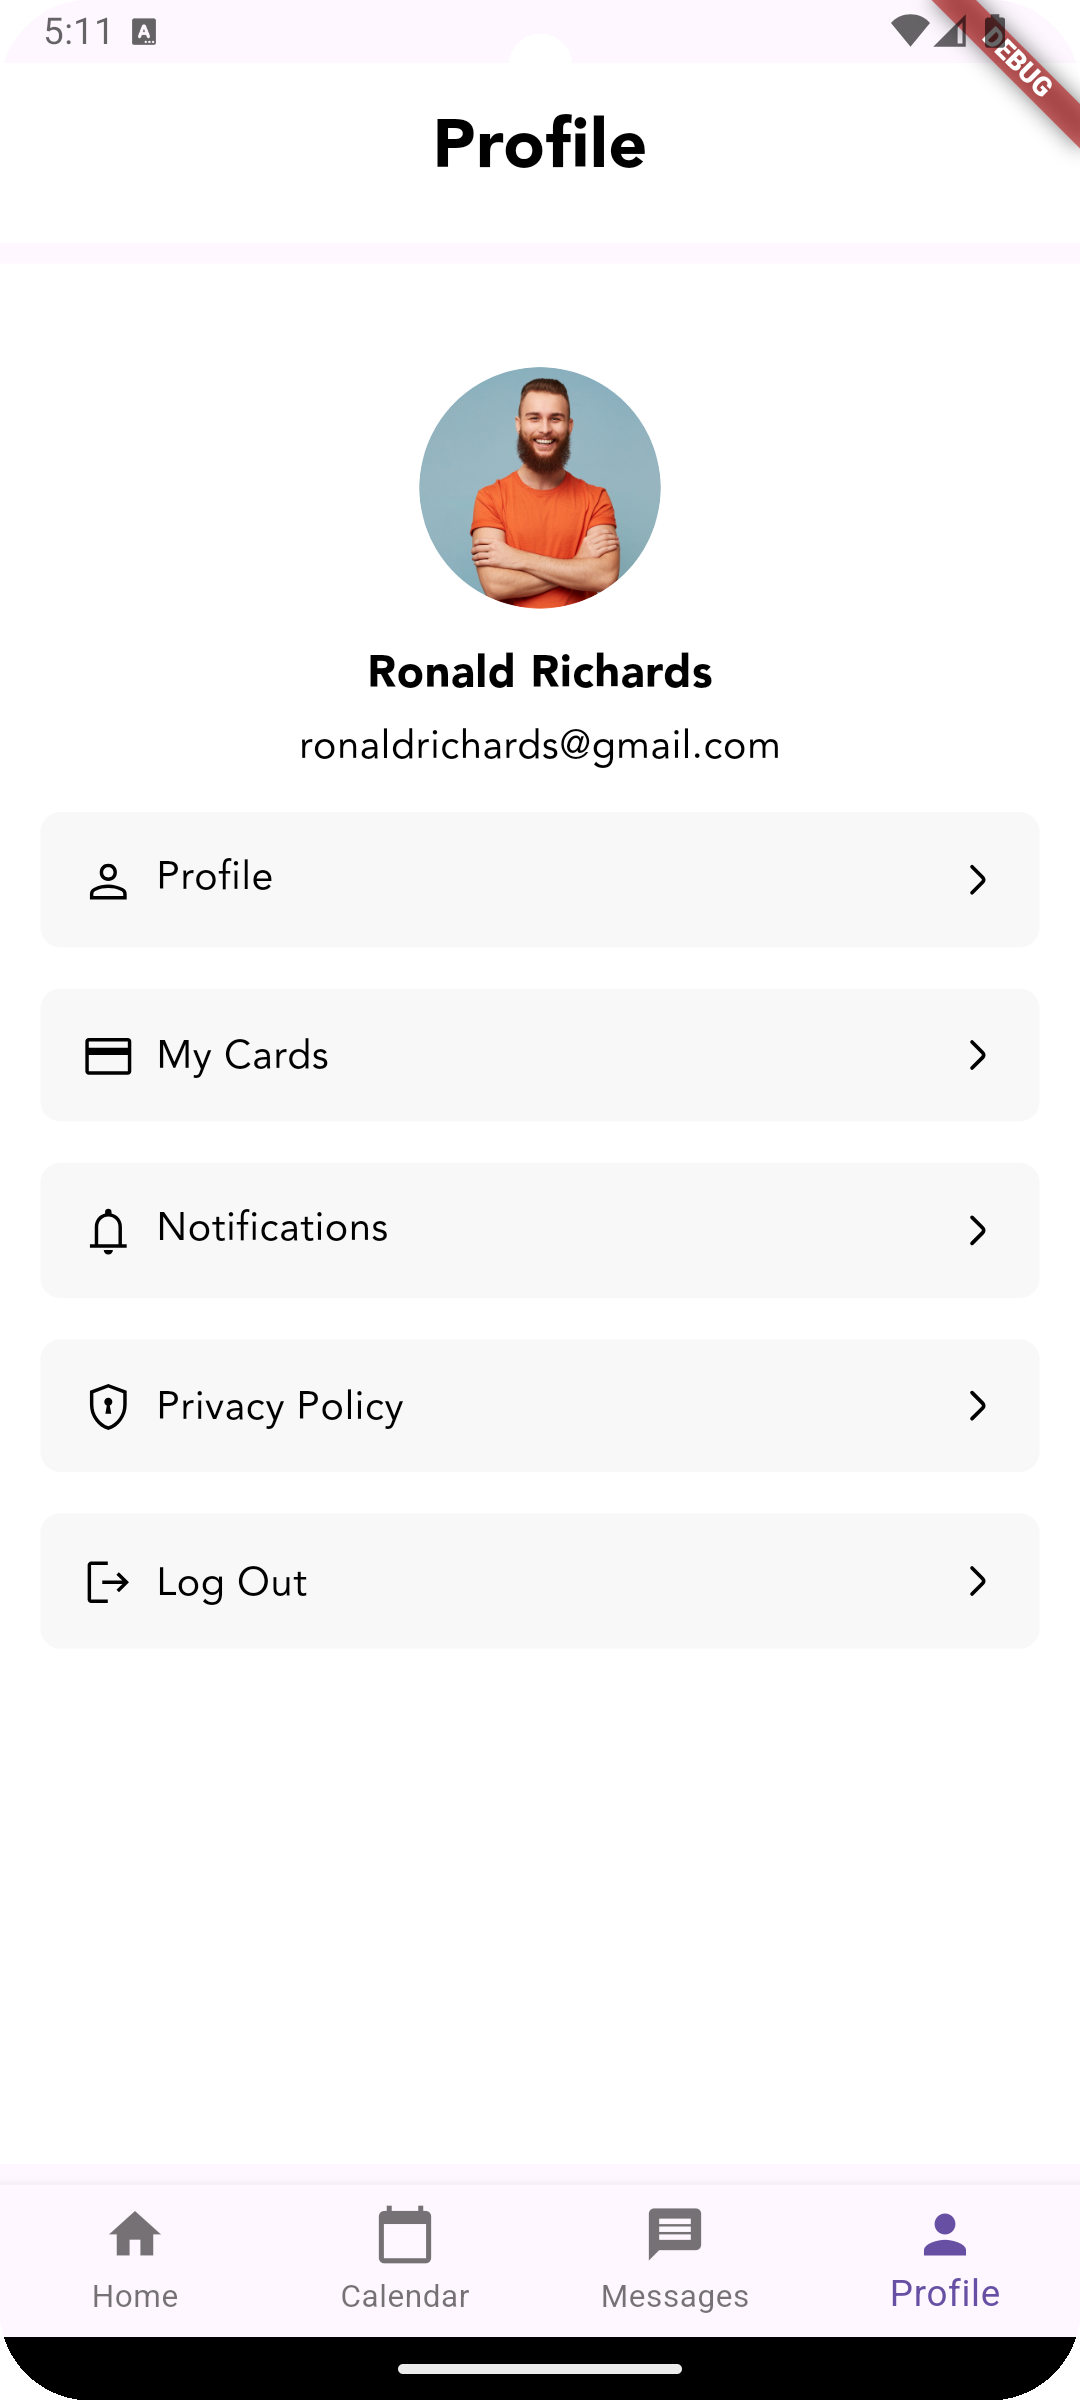 5:11
DEBUG
Profile
Ronald Richards
ronaldrichards@gmail.com
Profile
My Cards
Notifications
Privacy Policy
Log Out
Home Calendar Messages Profile